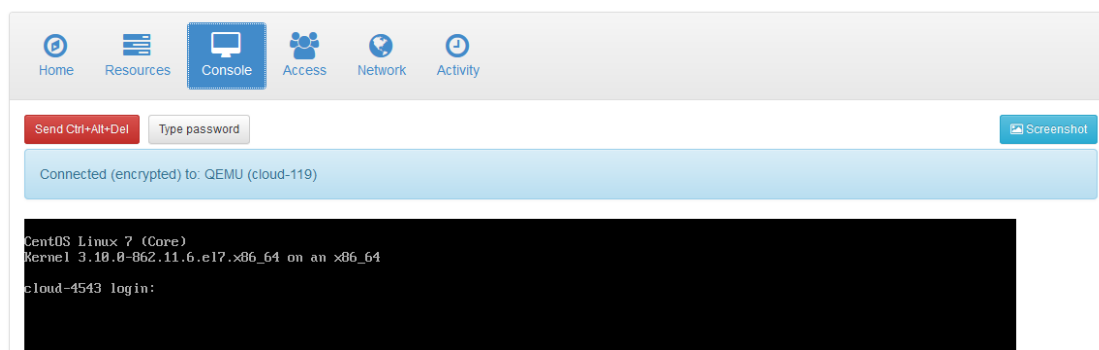 Home Resources Console Access Network Activity
Send Ctrl+Alt+Del Type password Screenshot
Connected (encrypted) to: QEMU (cloud-119)
CentOS Linux 7 (Core)
Kernel 3.10.0-862.11.6.el7.x86_64 on an x86_64
cloud-4543 login: